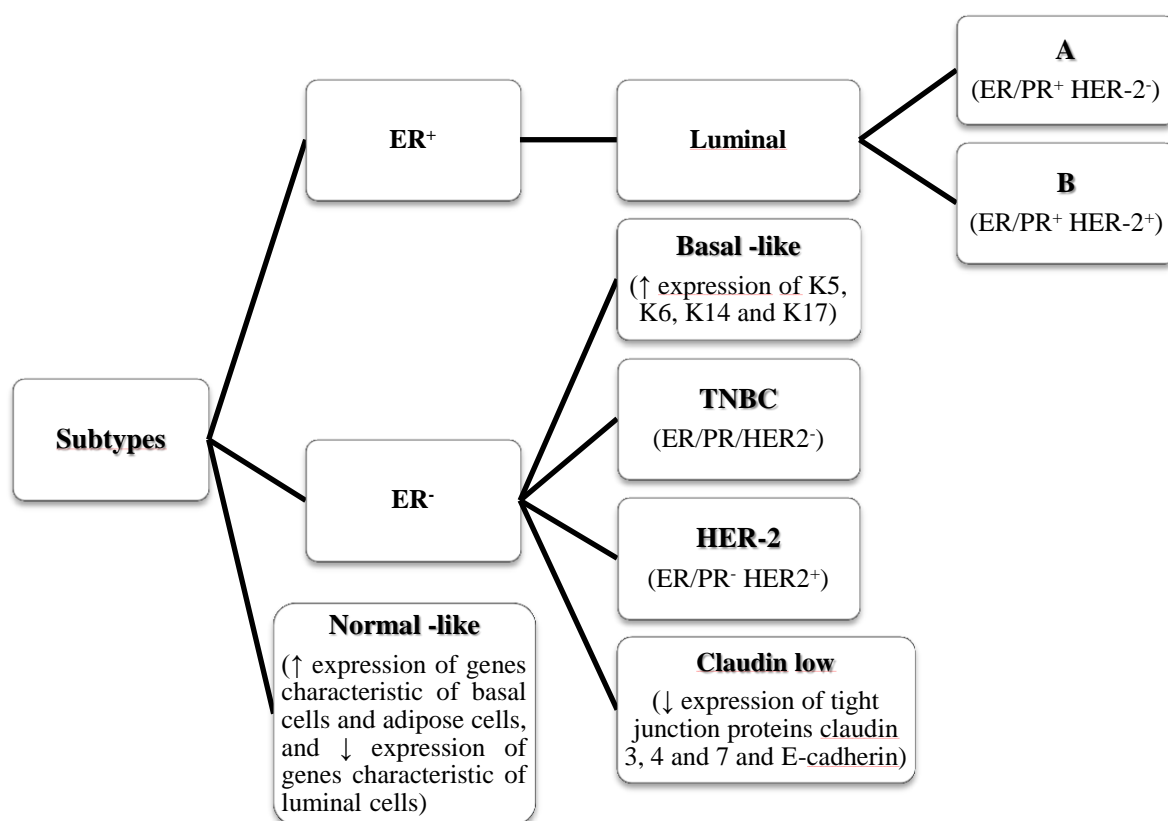 A
(ER/PR⁺ HER-2⁻)
ER⁺
Luminal
B
(ER/PR⁺ HER-2⁺)
Basal -like
(↑ expression of K5,
K6, K14 and K17)
TNBC
(ER/PR/HER2⁻)
Subtypes
ER⁻
HER-2
(ER/PR⁻ HER2⁺)
Normal -like
(↑ expression of genes
characteristic of basal
cells and adipose cells,
and ↓ expression of
genes characteristic of
luminal cells)
Claudin low
(↓ expression of tight
junction proteins claudin
3, 4 and 7 and E-cadherin)